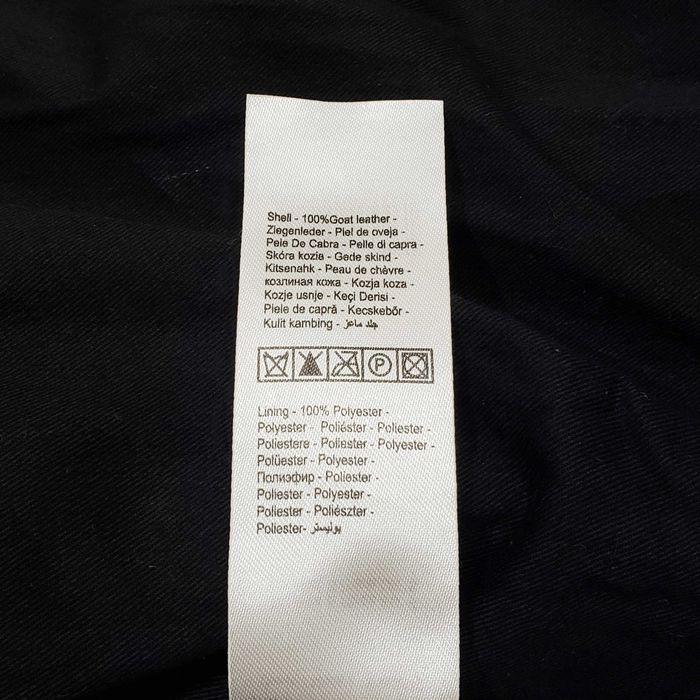 Shell - 100%Goat leather -
Ziegenleder - Piel de oveja -
Pele De Cabra - Pelle di capra -
Skóra kozia - Gede skind -
Kitsenahk - Peau de chèvre -
козлиная кожа - Kozja koza -
Kozje usnje - Keçi Derisi -
Piele de capră - Kecskebőr -
Kulit kambing - جلد ماعز
P
Lining - 100% Polyester -
Polyester - Poliéster - Poliester -
Poliestere - Poliester - Polyester -
Polüester - Polyester -
Полиэфир - Poliester -
Poliester - Polyester -
Poliester - Poliészter -
Poliester- پوليستر